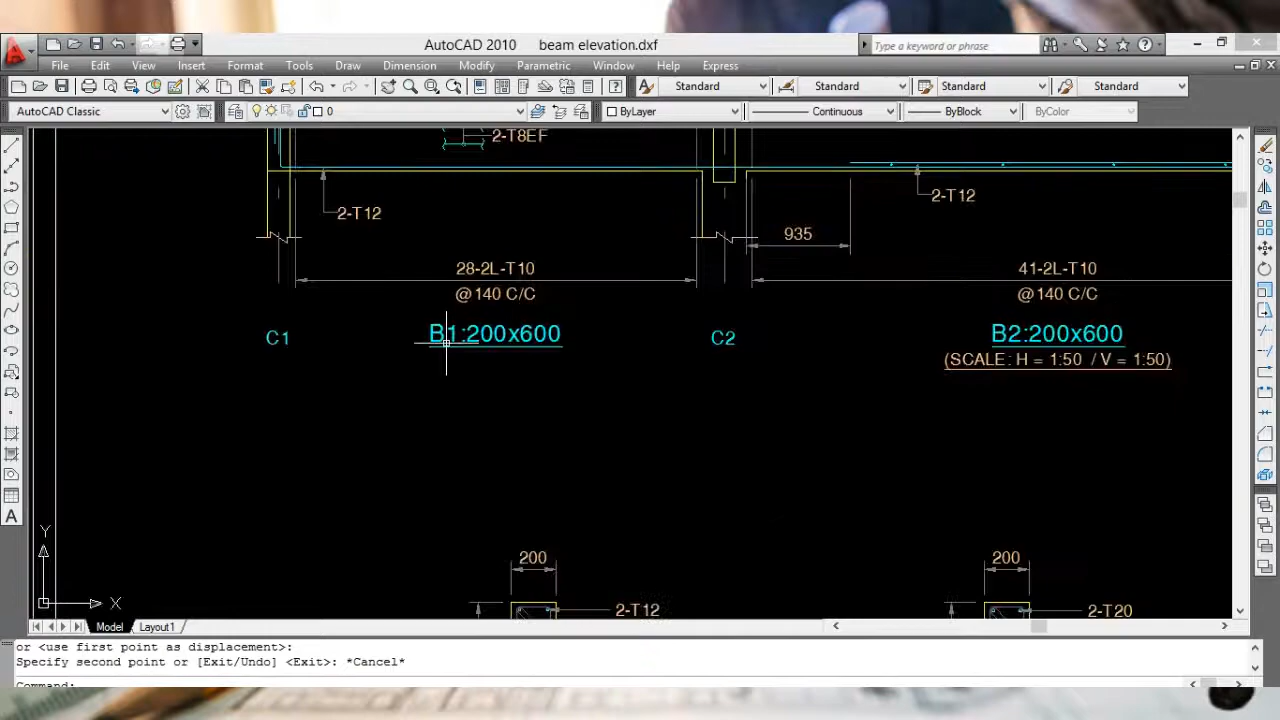 AutoCAD 2010 beam elevation.dxf
Type a keyword or phrase
File Edit View Insert Format Tools Draw Dimension Modify Parametric Window Help Express
Standard Standard Standard Standard
AutoCAD Classic 0 ByLayer Continuous ByBlock ByColor
2-T8EF
2-T12
2-T12
935
28-2L-T10
@140 C/C
41-2L-T10
@140 C/C
C1
B1:200x600
C2
B2:200x600
(SCALE: H = 1:50 / V = 1:50)
200
200
2-T12
2-T20
Y
X
A
Model Layout1
or <use first point as displacement>:
Specify second point or [Exit/Undo] <Exit>: *Cancel*
Command: